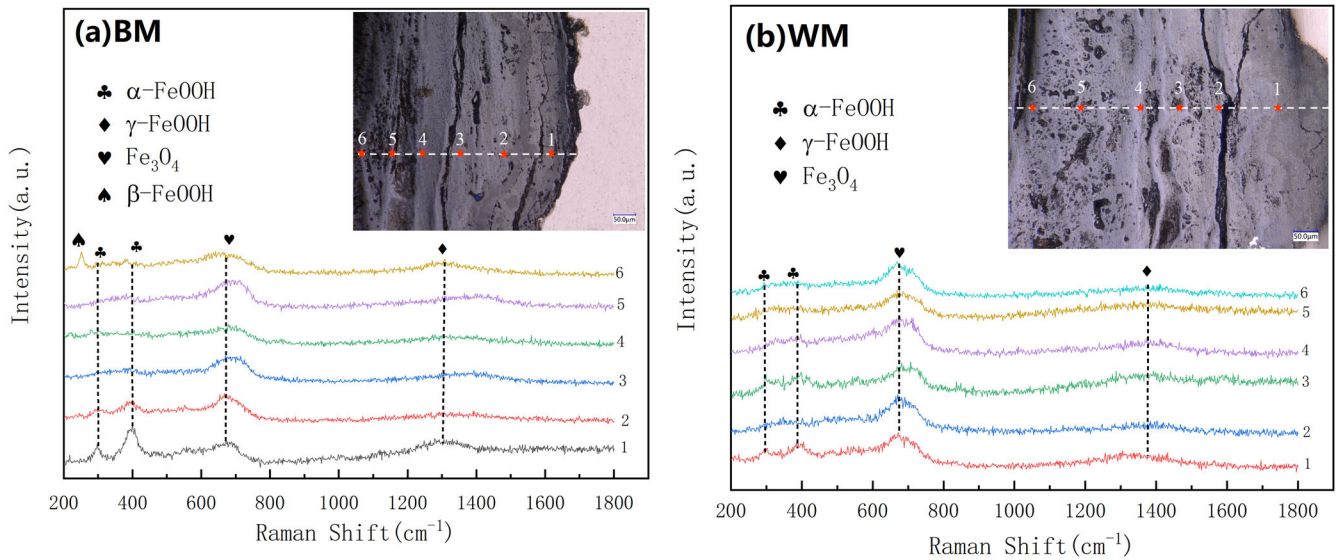 (a)BM
♣ α-FeOOH
♦ γ-FeOOH
♥ Fe₃O₄
♠ β-FeOOH
6 5 4 3 2 1
50.0μm
♠ ♣ ♣ ♥ ♦
6
5
4
3
2
1
Intensity(a.u.)
200 400 600 800 1000 1200 1400 1600 1800
Raman Shift(cm⁻¹)
(b)WM
♣ α-FeOOH
♦ γ-FeOOH
♥ Fe₃O₄
6 5 4 3 2 1
50.0μm
♣ ♣ ♥ ♦
6
5
4
3
2
1
Intensity(a.u.)
200 400 600 800 1000 1200 1400 1600 1800
Raman Shift(cm⁻¹)